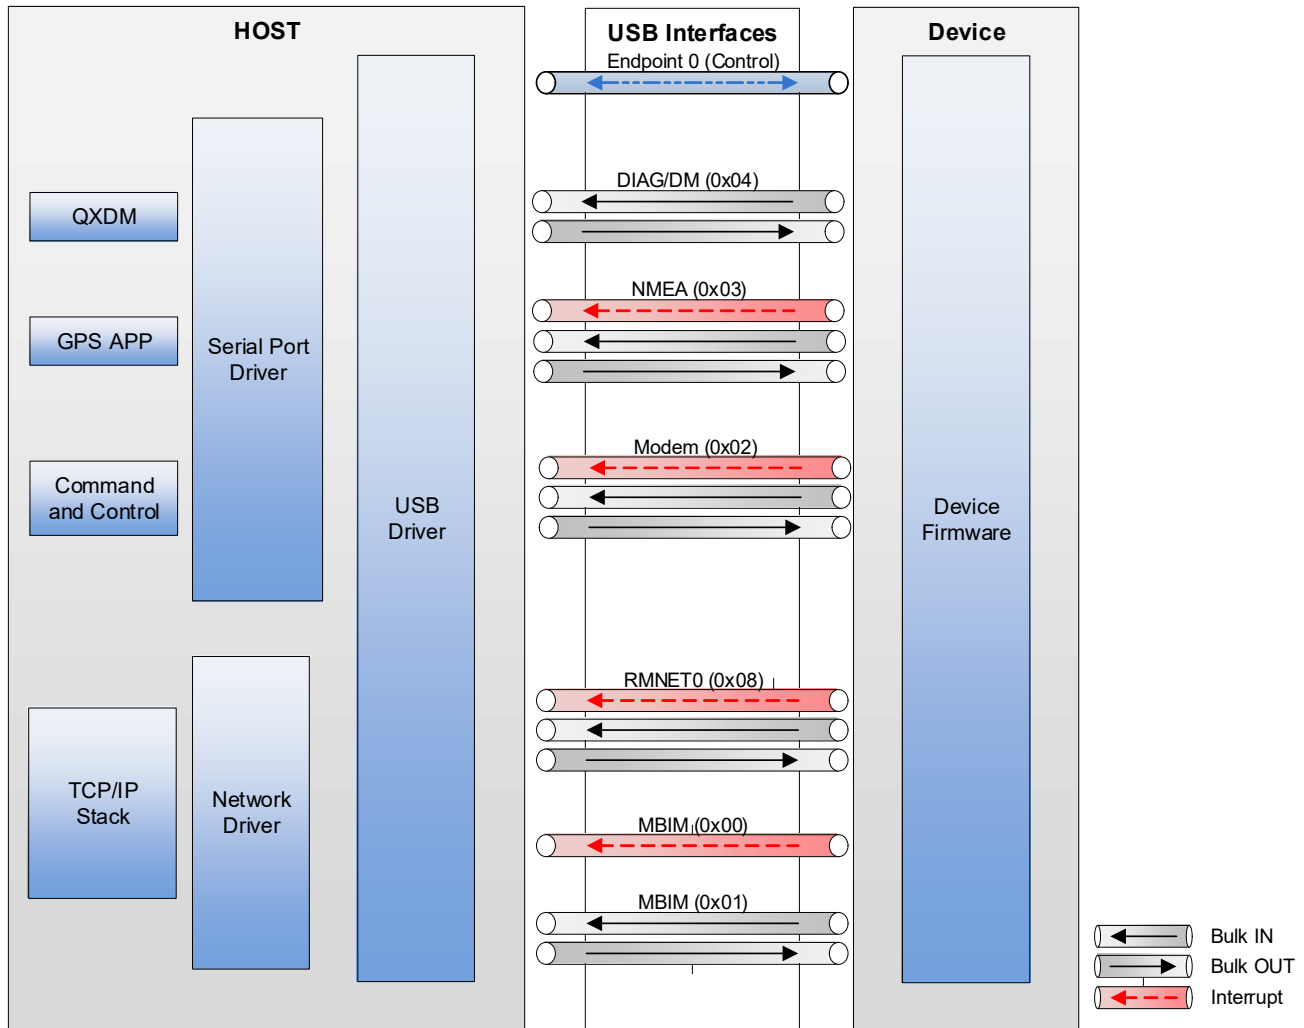 HOST
USB Interfaces
Device
Endpoint 0 (Control)
DIAG/DM (0x04)
QXDM
NMEA (0x03)
GPS APP
Serial Port
Driver
Modem (0x02)
Command
and Control
USB
Driver
Device
Firmware
RMNET0 (0x08)
TCP/IP
Stack
Network
Driver
MBIM (0x00)
MBIM (0x01)
Bulk IN
Bulk OUT
Interrupt